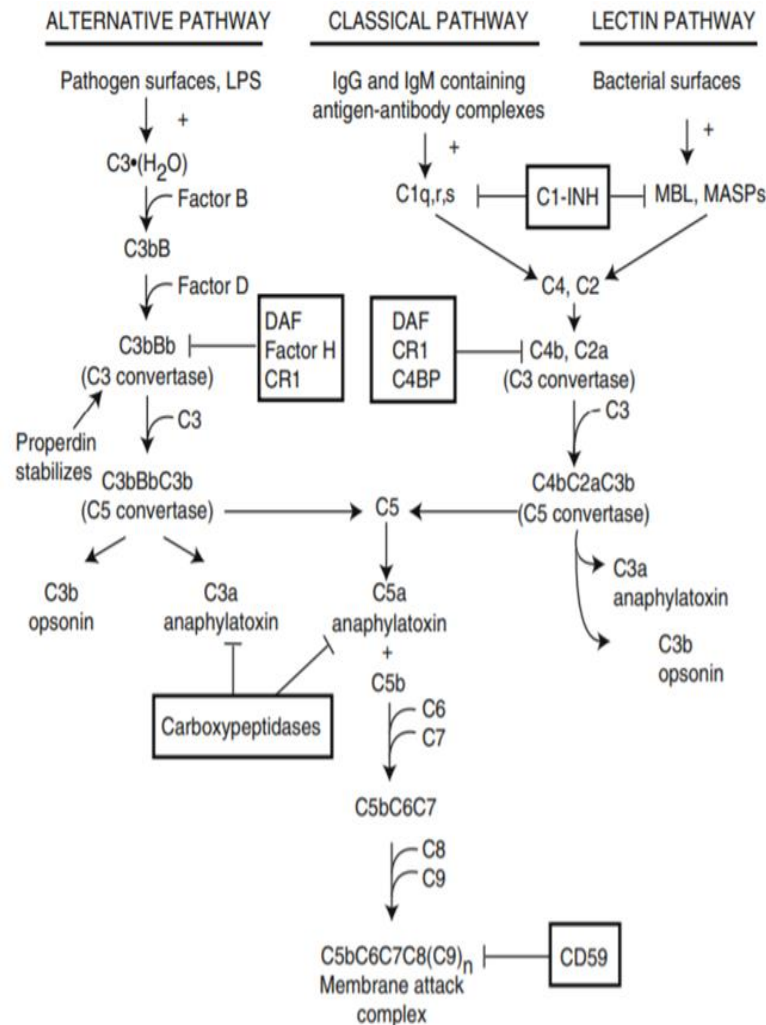 ALTERNATIVE PATHWAY
CLASSICAL PATHWAY
LECTIN PATHWAY
Pathogen surfaces, LPS
IgG and IgM containing
antigen-antibody complexes
Bacterial surfaces
+
+
+
C3•(H2O)
Factor B
C1q,r,s
C1-INH
MBL, MASPs
C3bB
Factor D
C4, C2
DAF
Factor H
CR1
DAF
CR1
C4BP
C3bBb
(C3 convertase)
C4b, C2a
(C3 convertase)
C3
C3
Properdin
stabilizes
C3bBbC3b
(C5 convertase)
C5
C4bC2aC3b
(C5 convertase)
C3b
opsonin
C3a
anaphylatoxin
C5a
anaphylatoxin
+
C5b
C3a
anaphylatoxin
C3b
opsonin
Carboxypeptidases
C6
C7
C5bC6C7
C8
C9
C5bC6C7C8(C9)n
Membrane attack
complex
CD59